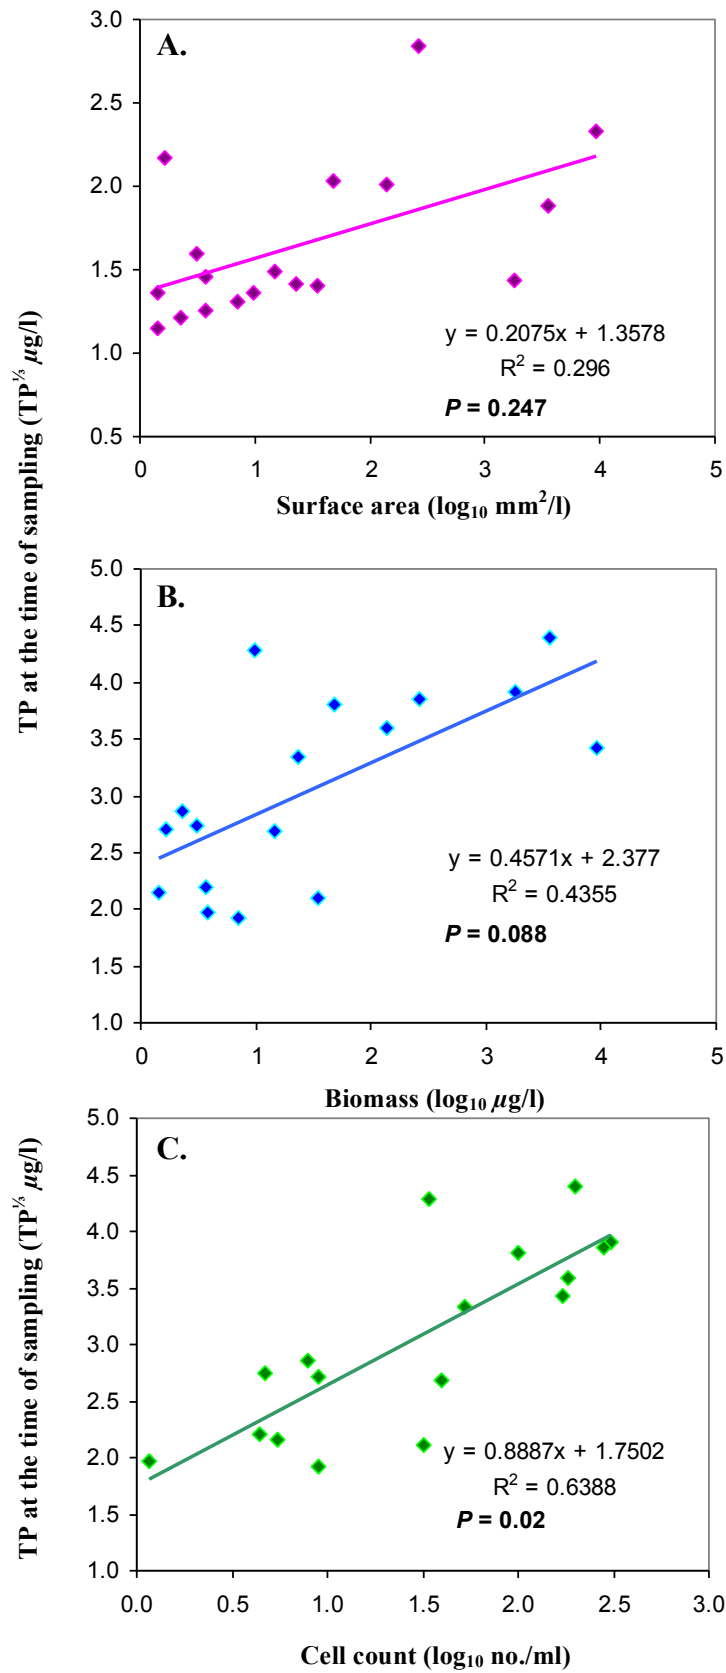 A.
3.0
2.5
2.0
1.5
1.0
0.5
y = 0.2075x + 1.3578
R² = 0.296
P = 0.247
0 1 2 3 4 5
Surface area (log₁₀ mm²/l)
TP at the time of sampling (TP^⅓ µg/l)
B.
5.0
4.5
4.0
3.5
3.0
2.5
2.0
1.5
1.0
y = 0.4571x + 2.377
R² = 0.4355
P = 0.088
0 1 2 3 4 5
Biomass (log₁₀ µg/l)
C.
5.0
4.5
4.0
3.5
3.0
2.5
2.0
1.5
1.0
y = 0.8887x + 1.7502
R² = 0.6388
P = 0.02
0.0 0.5 1.0 1.5 2.0 2.5 3.0
Cell count (log₁₀ no./ml)
TP at the time of sampling (TP^⅓ µg/l)